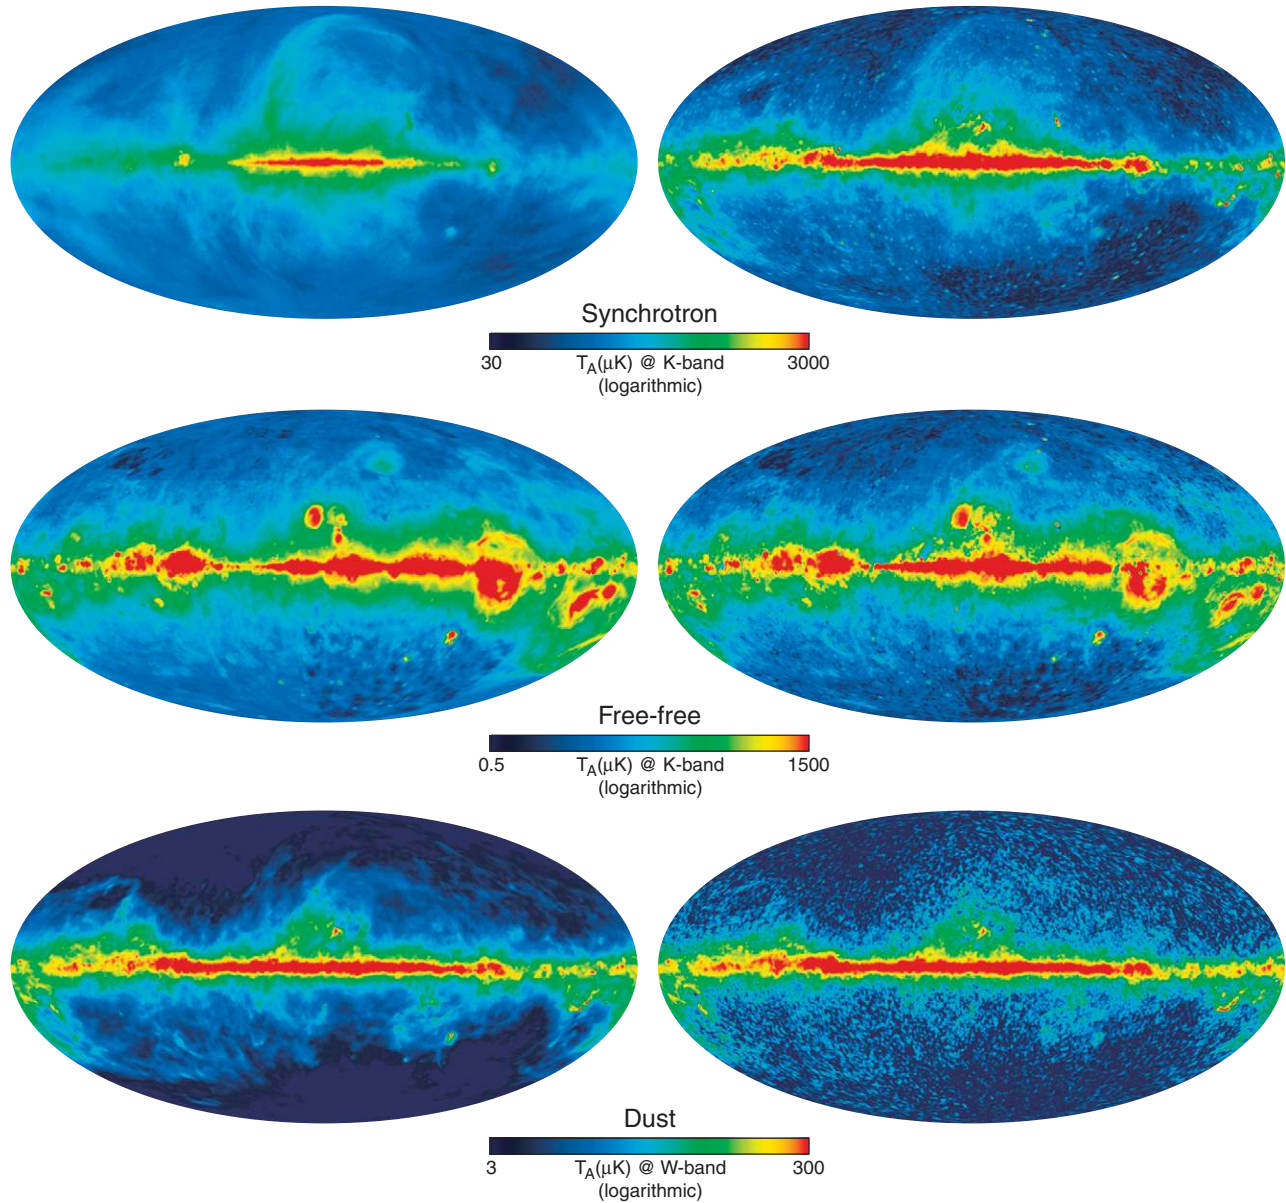 Synchrotron
30 T_A(μK) @ K-band 3000
(logarithmic)
Free-free
0.5 T_A(μK) @ K-band 1500
(logarithmic)
Dust
3 T_A(μK) @ W-band 300
(logarithmic)